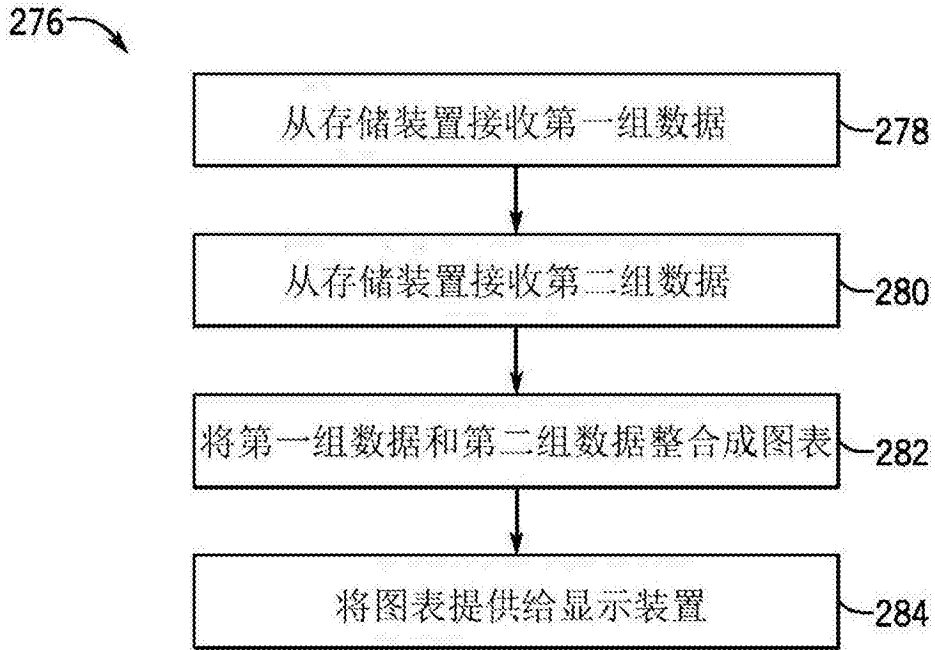 276
从存储装置接收第一组数据
278
从存储装置接收第二组数据
280
将第一组数据和第二组数据整合成图表
282
将图表提供给显示装置
284